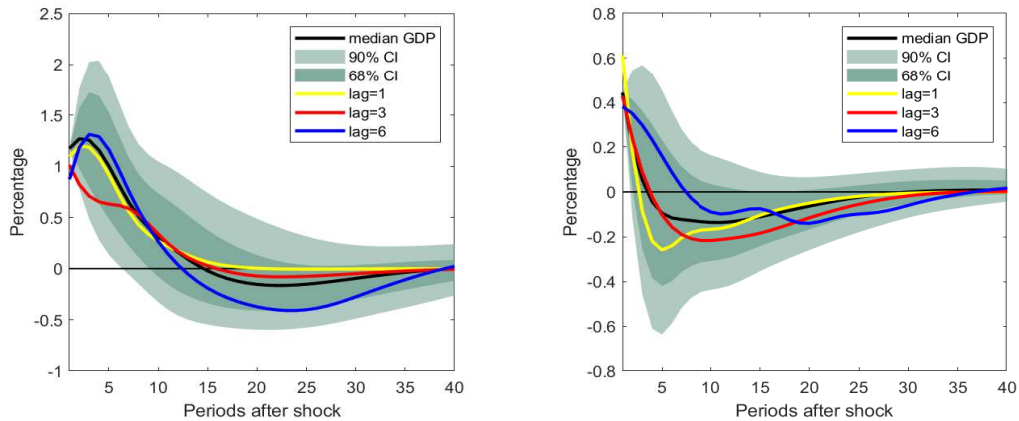 2.5
2
1.5
1
0.5
0
-0.5
-1
Percentage
median GDP
90% CI
68% CI
lag=1
lag=3
lag=6
5 10 15 20 25 30 35 40
Periods after shock
0.8
0.6
0.4
0.2
0
-0.2
-0.4
-0.6
-0.8
Percentage
median GDP
90% CI
68% CI
lag=1
lag=3
lag=6
5 10 15 20 25 30 35 40
Periods after shock